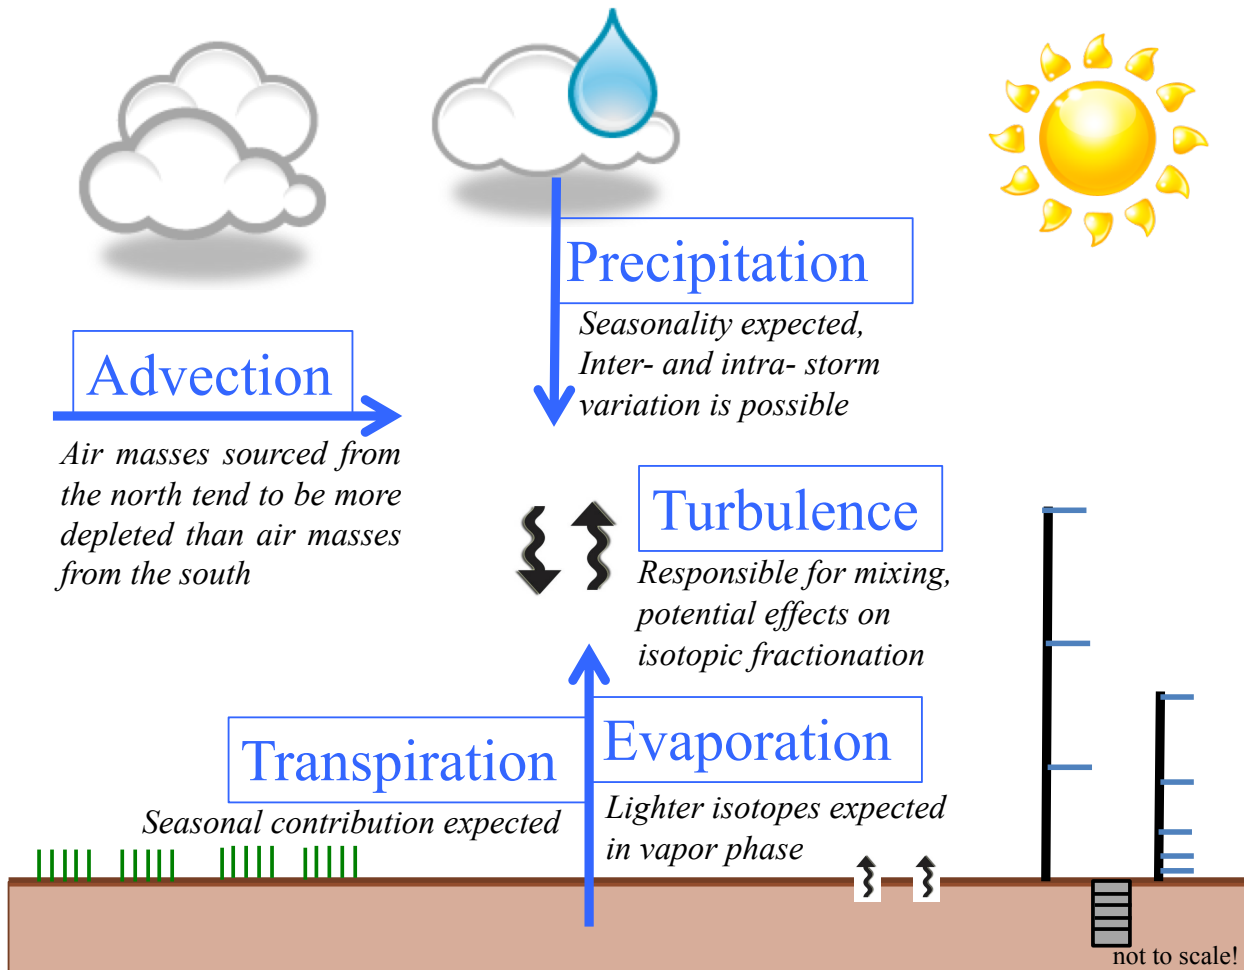 Precipitation
Seasonality expected,
Inter- and intra- storm
variation is possible
Advection
Air masses sourced from
the north tend to be more
depleted than air masses
from the south
Turbulence
Responsible for mixing,
potential effects on
isotopic fractionation
Transpiration
Seasonal contribution expected
Evaporation
Lighter isotopes expected
in vapor phase
not to scale!